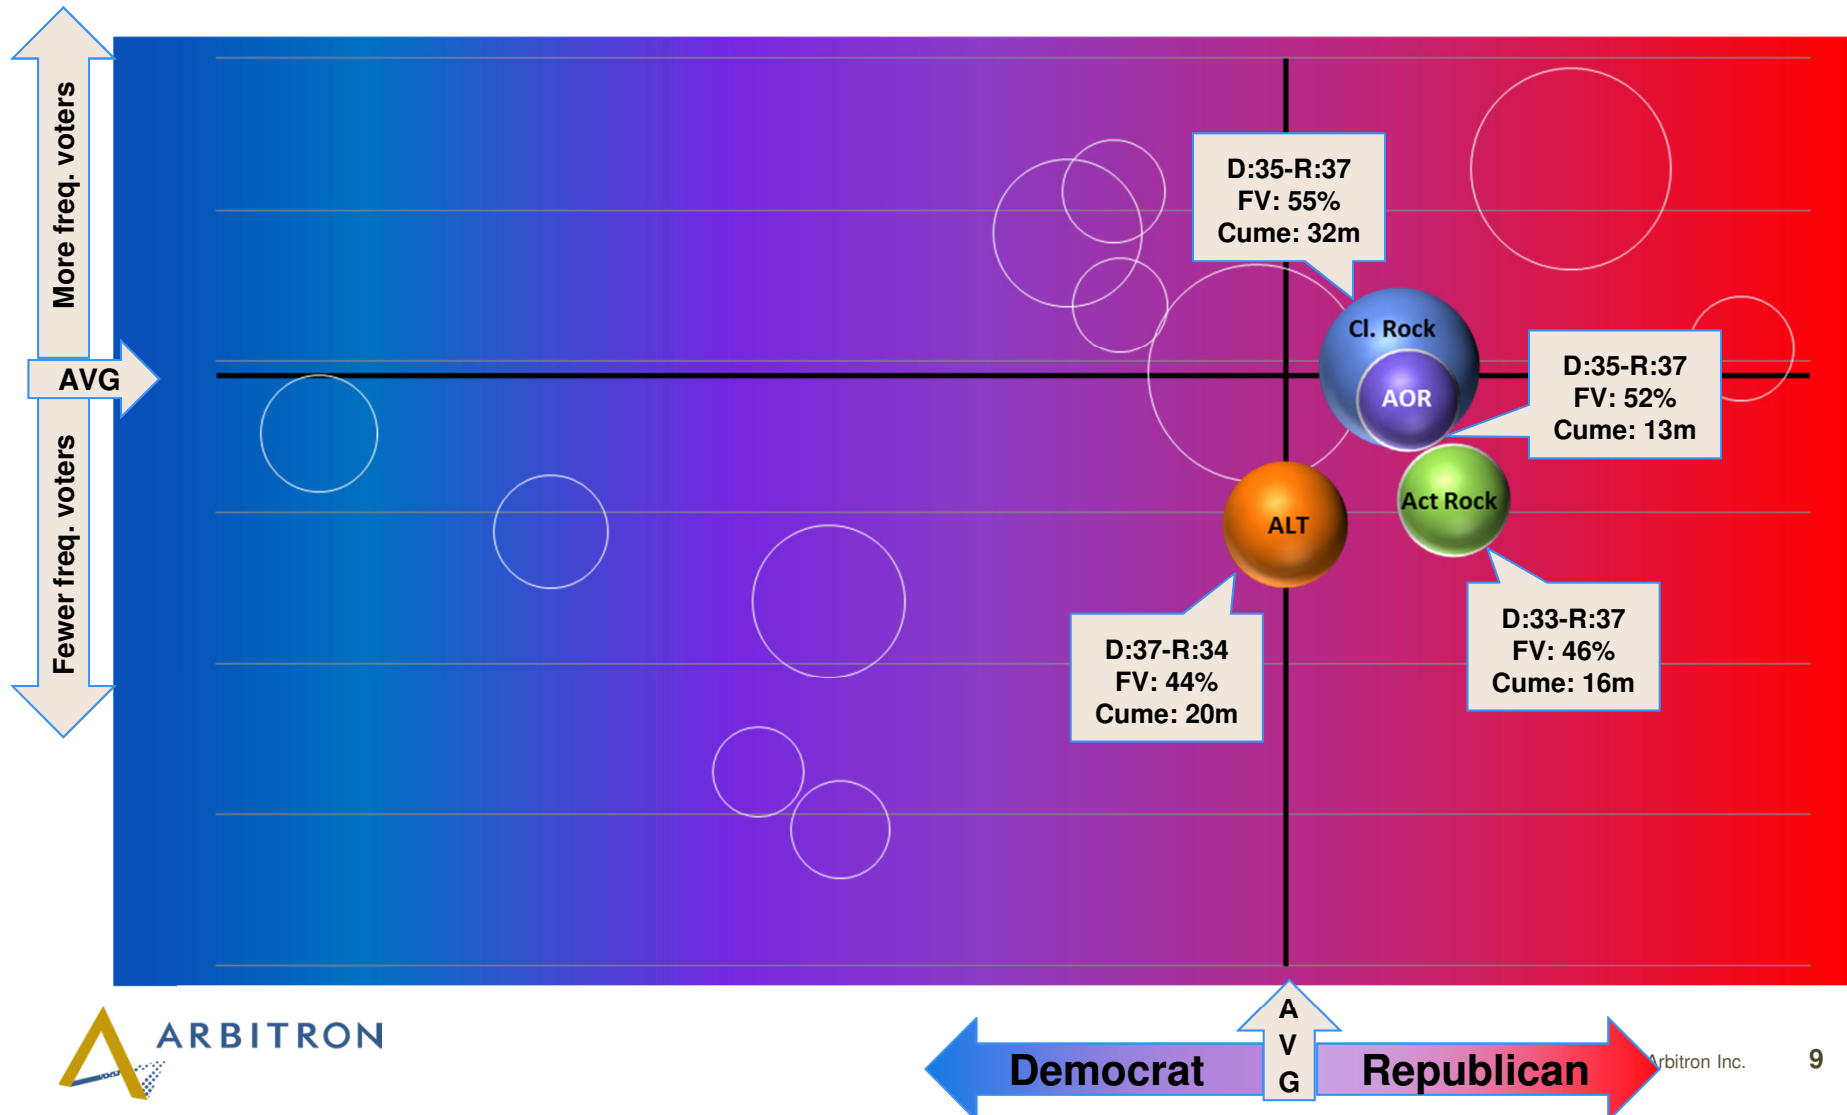 More freq. voters
AVG
Fewer freq. voters
D:35-R:37
FV: 55%
Cume: 32m
Cl. Rock
AOR
D:35-R:37
FV: 52%
Cume: 13m
ALT
Act Rock
D:37-R:34
FV: 44%
Cume: 20m
D:33-R:37
FV: 46%
Cume: 16m
ARBITRON
Democrat
A
V
G
Republican
Arbitron Inc.
9